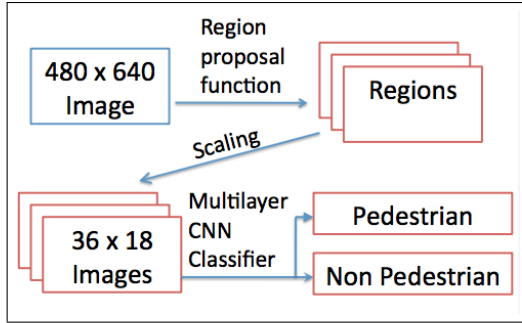 480 x 640
Image
Region
proposal
function
Regions
Scaling
36 x 18
Images
Multilayer
CNN
Classifier
Pedestrian
Non Pedestrian